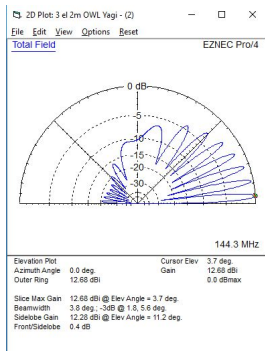 2D Plot: 3 el 2m OWL Yagi - (2)
File Edit View Options Reset
Total Field EZNEC Pro/4
0 dB
-5
-10
-15
-20
-30
144.3 MHz
Elevation Plot Cursor Elev 3.7 deg.
Azimuth Angle 0.0 deg. Gain 12.68 dBi
Outer Ring 12.68 dBi 0.0 dBmax
Slice Max Gain 12.68 dBi @ Elev Angle = 3.7 deg.
Beamwidth 3.8 deg.; -3dB @ 1.8, 5.6 deg.
Sidelobe Gain 12.28 dBi @ Elev Angle = 11.2 deg.
Front/Sidelobe 0.4 dB